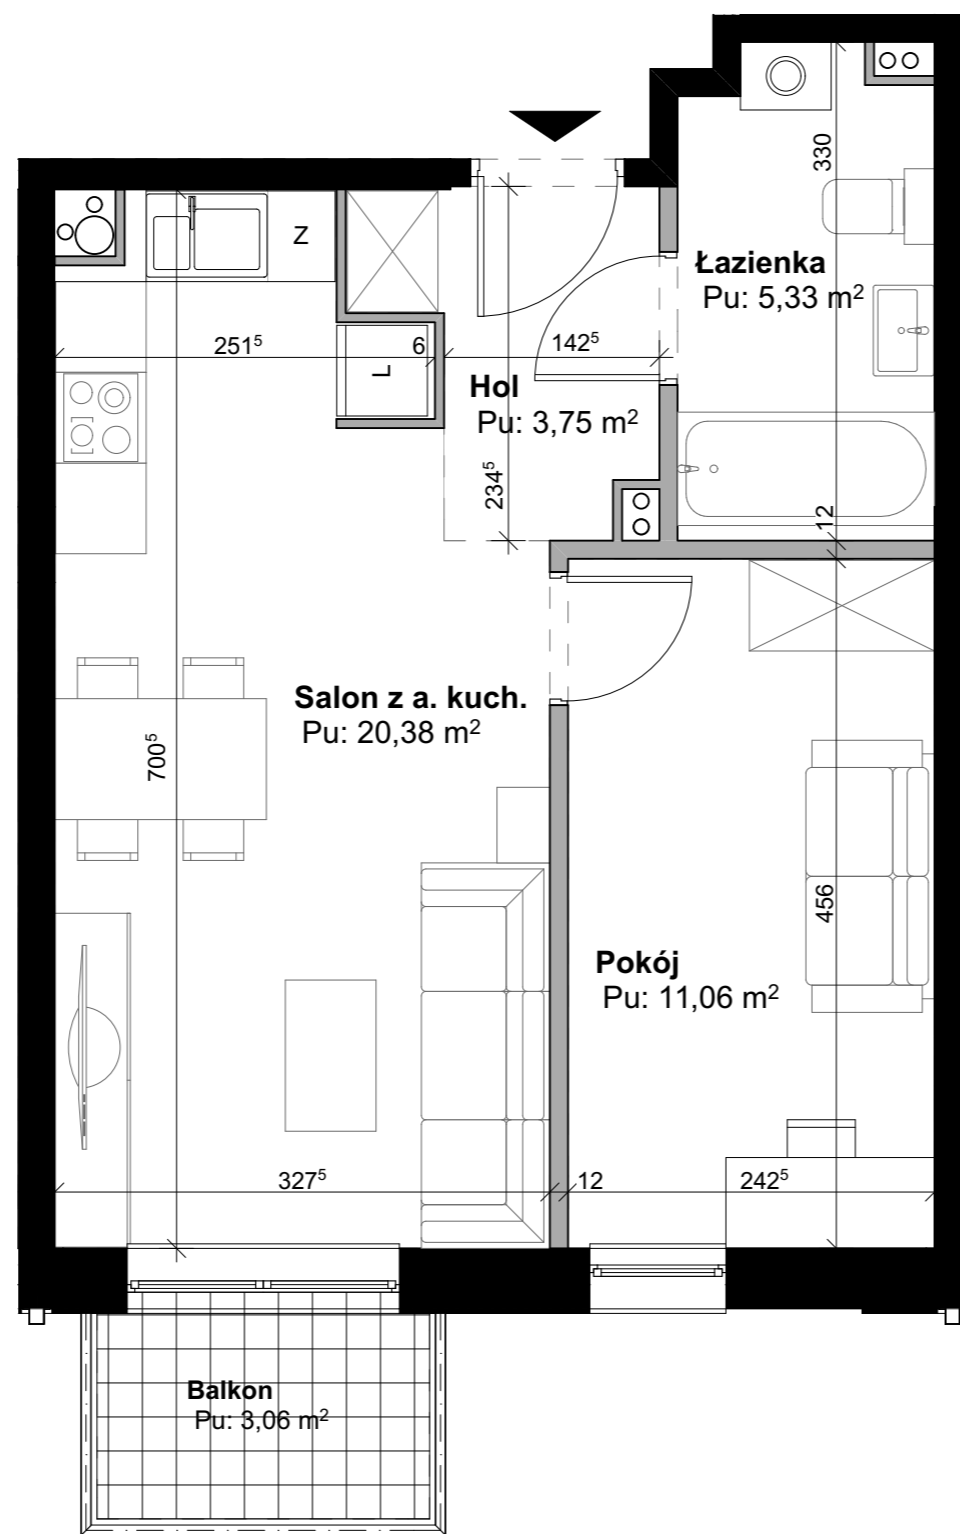 330
Z
Łazienka
Pu: 5,33 m²
251⁵
6
142⁵
L
Hol
Pu: 3,75 m²
234⁵
12
Salon z a. kuch.
Pu: 20,38 m²
700⁵
456
Pokój
Pu: 11,06 m²
327⁵
12
242⁵
Balkon
Pu: 3,06 m²